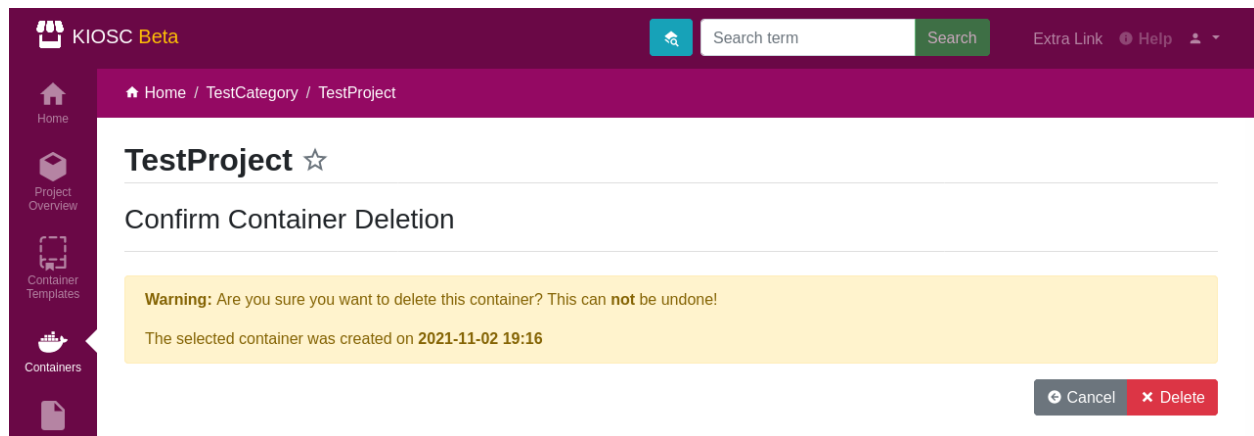 KIOSC Beta
Search term
Search
Extra Link
Help
Home
Home / TestCategory / TestProject
Project
Overview
Container
Templates
Containers
TestProject
Confirm Container Deletion
Warning: Are you sure you want to delete this container? This can not be undone!
The selected container was created on 2021-11-02 19:16
Cancel
Delete